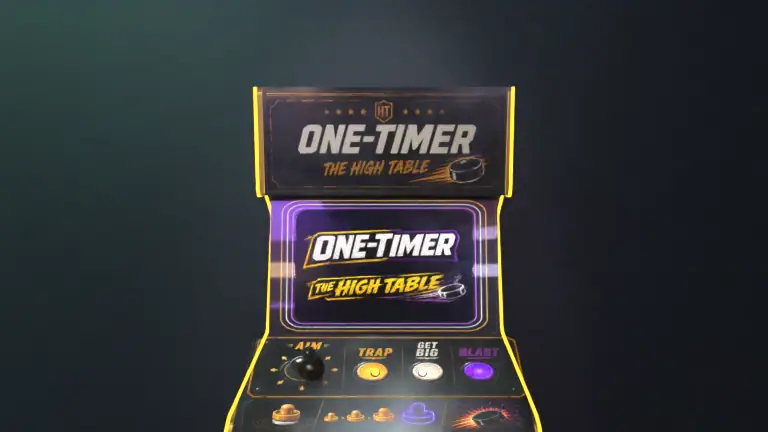 HT
ONE-TIMER
THE HIGH TABLE
ONE-TIMER
THE HIGH TABLE
AIM
TRAP
GET
BIG
BLAST